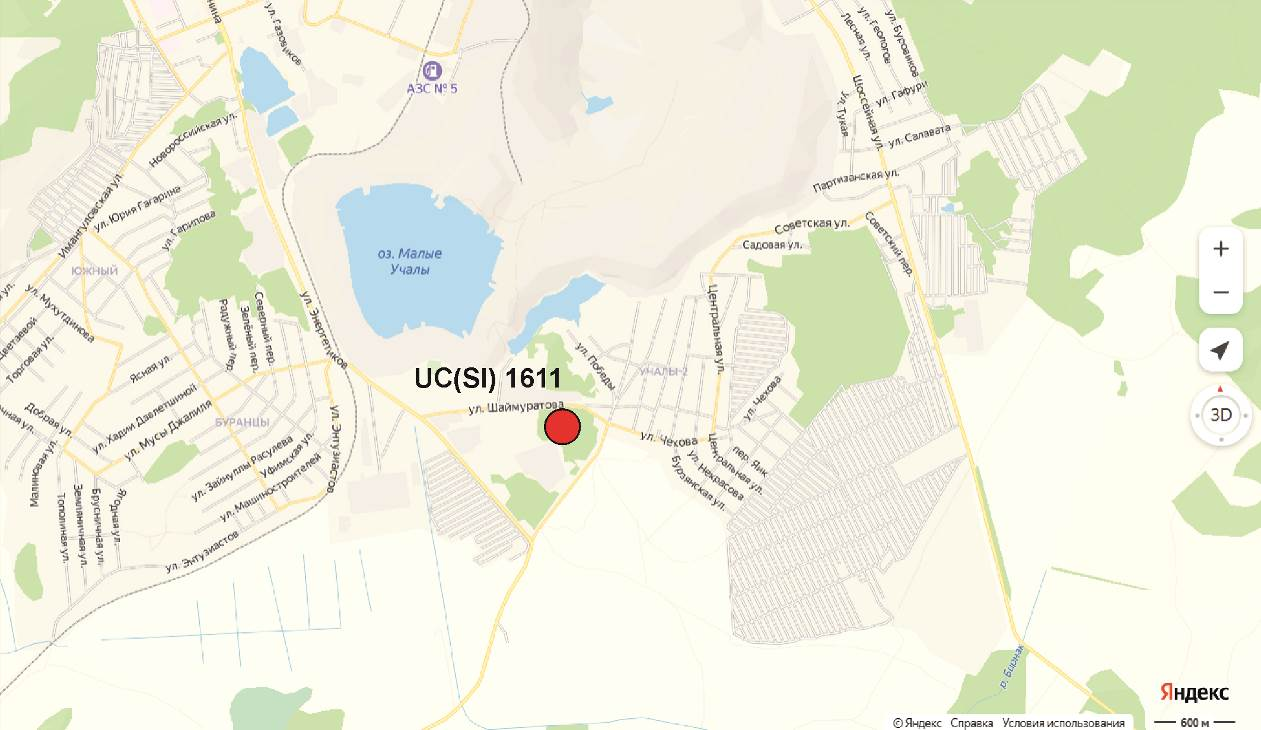 ул. Газовиков
АЗС № 5
Лесная ул.
ул. Геологов
ул. Буровиков
Шоссейная ул.
ул. Гафури
ул. Тукая
ул. Салавата
Партизанская ул.
Новороссийская ул.
Имангуловская ул.
ул. Юрия Гагарина
ул. Гарипова
ЮЖНЫЙ
оз. Малые
Учалы
Советская ул.
Садовая ул.
Советский пер.
ул. Мухутдинова
Торговая ул.
Радужный пер.
Зелёный пер.
Северный пер.
ул. Энергетиков
Центральная ул.
ул. Победы
УЧАЛЫ-2
Ясная ул.
UC(SI) 1611
ул. Шаймуратова
ул. Чехова
Добрая ул.
ул. Хадии Давлетшиной
ул. Мусы Джалиля
БУРАНЦЫ
ул. Энтузиастов
ул. Чехова
Центральная ул.
пер. Яик
ул. Некрасова
Бурзянская ул.
Малиновая ул.
ул. Зайнуллы Расулева
Уфимская ул.
ул. Машиностроителей
Тополиная ул.
Земляничная ул.
Брусничная ул.
Ягодная ул.
ул. Энтузиастов
+
−
3D
р. Бирнак
Яндекс
© Яндекс Справка Условия использования
600 м